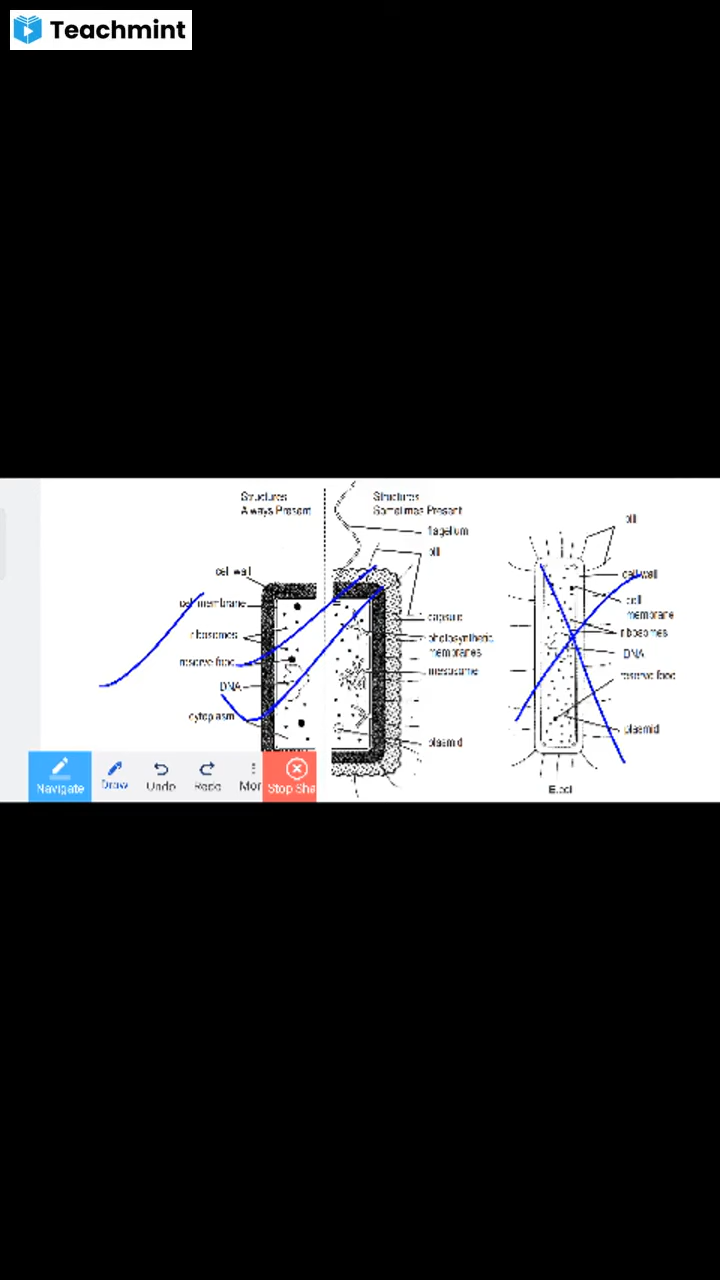 Teachmint
Structures
Always Present
Structures
Sometimes Present
flagellum
pili
cell wall
cell membrane
ribosomes
reserve food
DNA
cytoplasm
capsule
photosynthetic
membranes
mesosome
plasmid
pili
cell wall
cell
membrane
ribosomes
DNA
reserve food
plasmid
E.coli
Navigate
Draw
Undo
Redo
Mor
Stop Sha